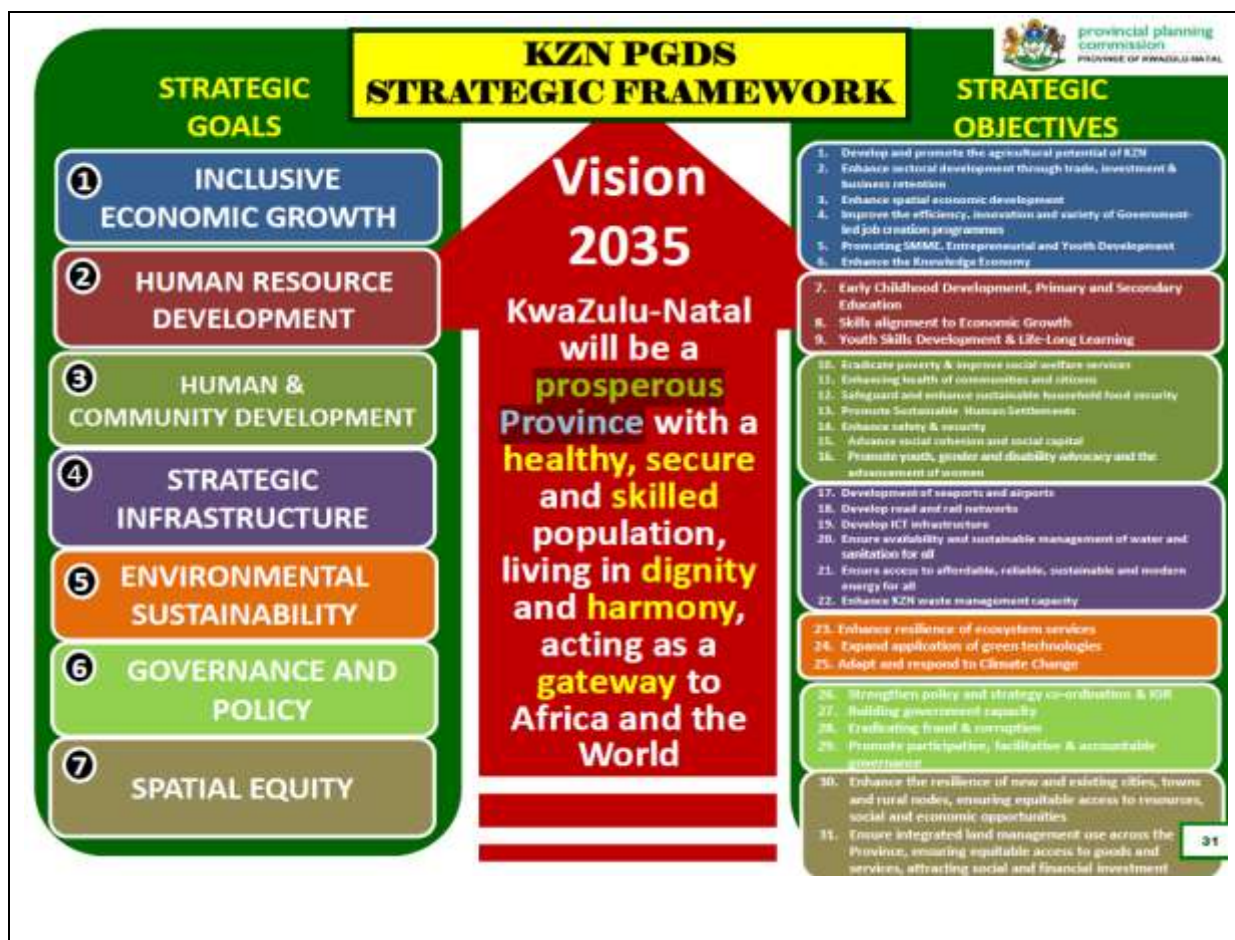 KZN PGDS
STRATEGIC FRAMEWORK
provincial planning
commission
PROVINCE OF KWAZULU-NATAL
STRATEGIC
GOALS
1 INCLUSIVE
ECONOMIC GROWTH
2 HUMAN RESOURCE
DEVELOPMENT
3 HUMAN &
COMMUNITY DEVELOPMENT
4 STRATEGIC
INFRASTRUCTURE
5 ENVIRONMENTAL
SUSTAINABILITY
6 GOVERNANCE AND
POLICY
7 SPATIAL EQUITY
Vision
2035
KwaZulu-Natal
will be a
prosperous
Province with a
healthy, secure
and skilled
population,
living in dignity
and harmony,
acting as a
gateway to
Africa and the
World
STRATEGIC
OBJECTIVES
1. Develop and promote the agricultural potential of KZN
2. Enhance sectoral development through trade, investment &
business retention
3. Enhance spatial economic development
4. Improve the efficiency, innovation and variety of Government-
led job creation programmes
5. Promoting SMME, Entrepreneurial and Youth Development
6. Enhance the Knowledge Economy
7. Early Childhood Development, Primary and Secondary
Education
8. Skills alignment to Economic Growth
9. Youth Skills Development & Life-Long Learning
10. Eradicate poverty & improve social welfare services
11. Enhancing health of communities and citizens
12. Safeguard and enhance sustainable household food security
13. Promote Sustainable Human Settlements
14. Enhance safety & security
15. Advance social cohesion and social capital
16. Promote youth, gender and disability advocacy and the
advancement of women
17. Development of seaports and airports
18. Develop road and rail networks
19. Develop ICT infrastructure
20. Ensure availability and sustainable management of water and
sanitation for all
21. Ensure access to affordable, reliable, sustainable and modern
energy for all
22. Enhance KZN waste management capacity
23. Enhance resilience of ecosystem services
24. Expand application of green technologies
25. Adapt and respond to Climate Change
26. Strengthen policy and strategy co-ordination & IGR
27. Building government capacity
28. Eradicating fraud & corruption
29. Promote participative, facilitative & accountable
governance
30. Enhance the resilience of new and existing cities, towns
and rural nodes, ensuring equitable access to resources,
social and economic opportunities
31. Ensure integrated land management use across the
Province, ensuring equitable access to goods and
services, attracting social and financial investment
31